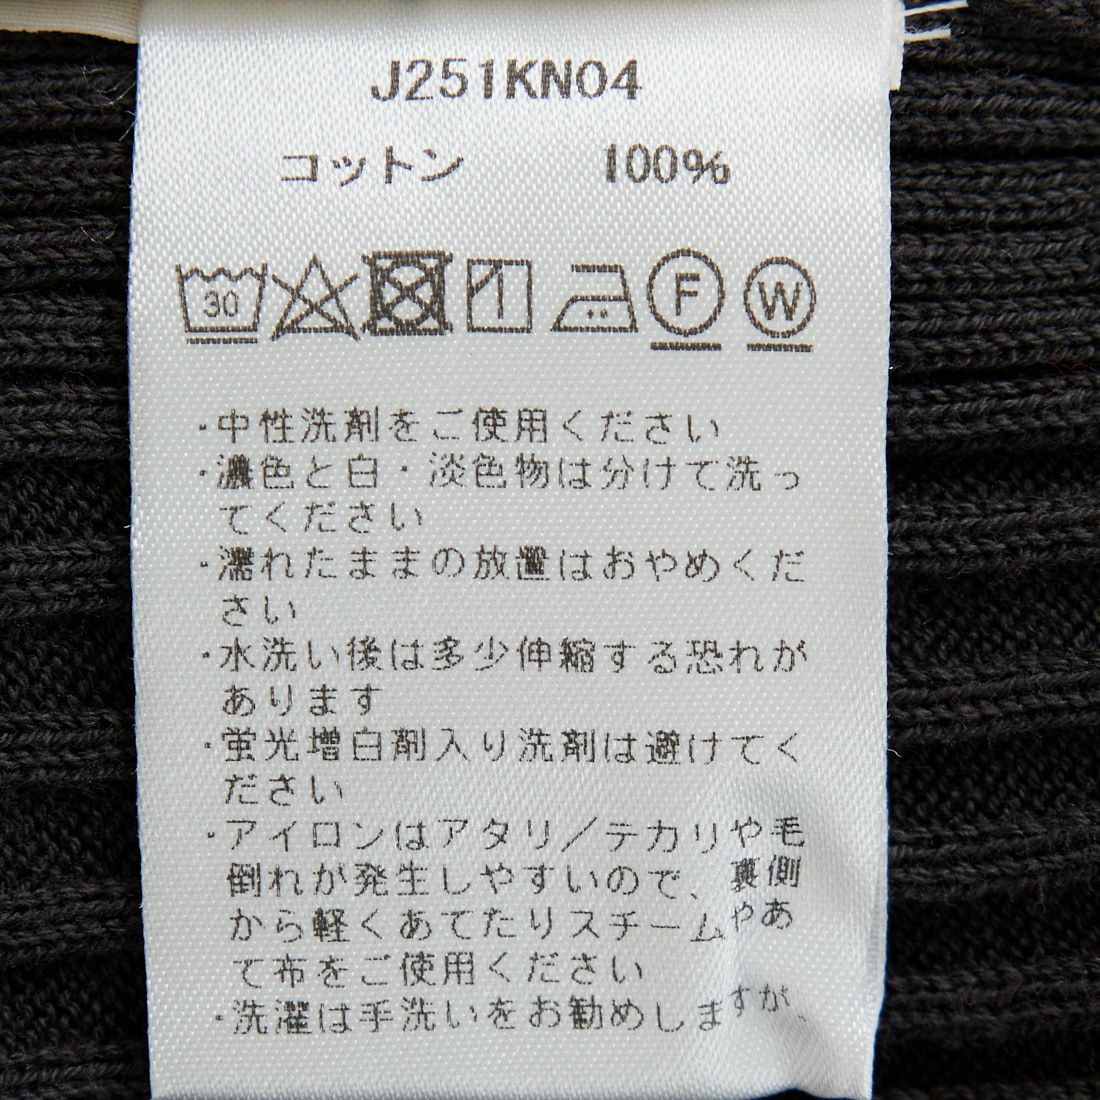 J251KN04
コットン 100%
30 F W
・中性洗剤をご使用ください
・濃色と白・淡色物は分けて洗っ
てください
・濡れたままの放置はおやめくだ
さい
・水洗い後は多少伸縮する恐れが
あります
・蛍光増白剤入り洗剤は避けてく
ださい
・アイロンはアタリ／テカリや毛
倒れが発生しやすいので、裏側
から軽くあてたりスチームやあ
て布をご使用ください
・洗濯は手洗いをお勧めしますが、